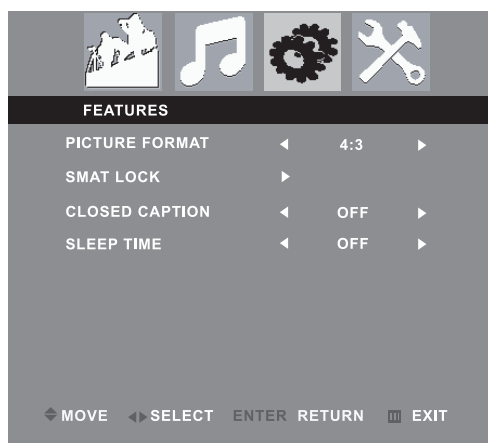 FEATURES
PICTURE FORMAT 4:3
SMAT LOCK
CLOSED CAPTION OFF
SLEEP TIME OFF
MOVE SELECT ENTER RETURN EXIT